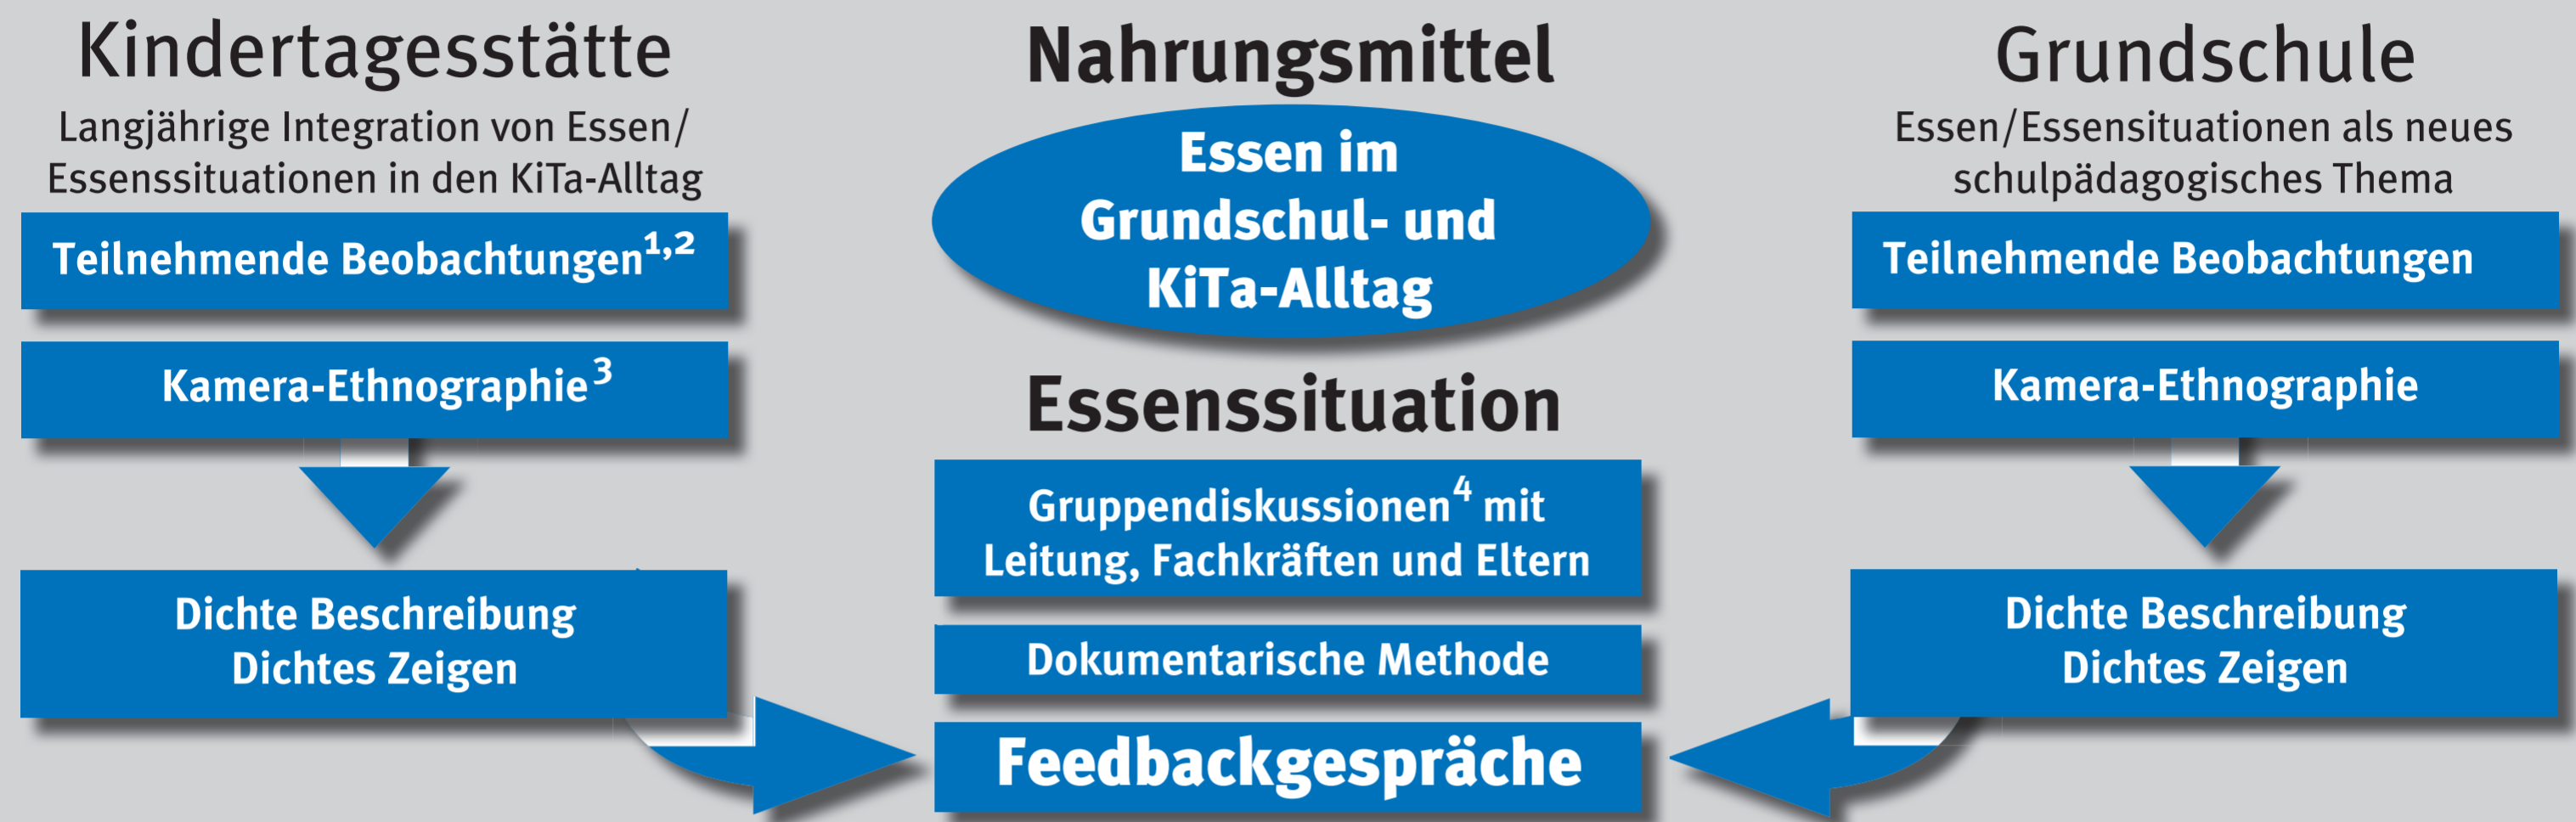 Kindertagesstätte
Langjährige Integration von Essen/
Essenssituationen in den KiTa-Alltag
Teilnehmende Beobachtungen¹,²
Kamera-Ethnographie³
Dichte Beschreibung
Dichtes Zeigen
Nahrungsmittel
Essen im
Grundschul- und
KiTa-Alltag
Essenssituation
Gruppendiskussionen⁴ mit
Leitung, Fachkräften und Eltern
Dokumentarische Methode
Feedbackgespräche
Grundschule
Essen/Essensituationen als neues
schulpädagogisches Thema
Teilnehmende Beobachtungen
Kamera-Ethnographie
Dichte Beschreibung
Dichtes Zeigen